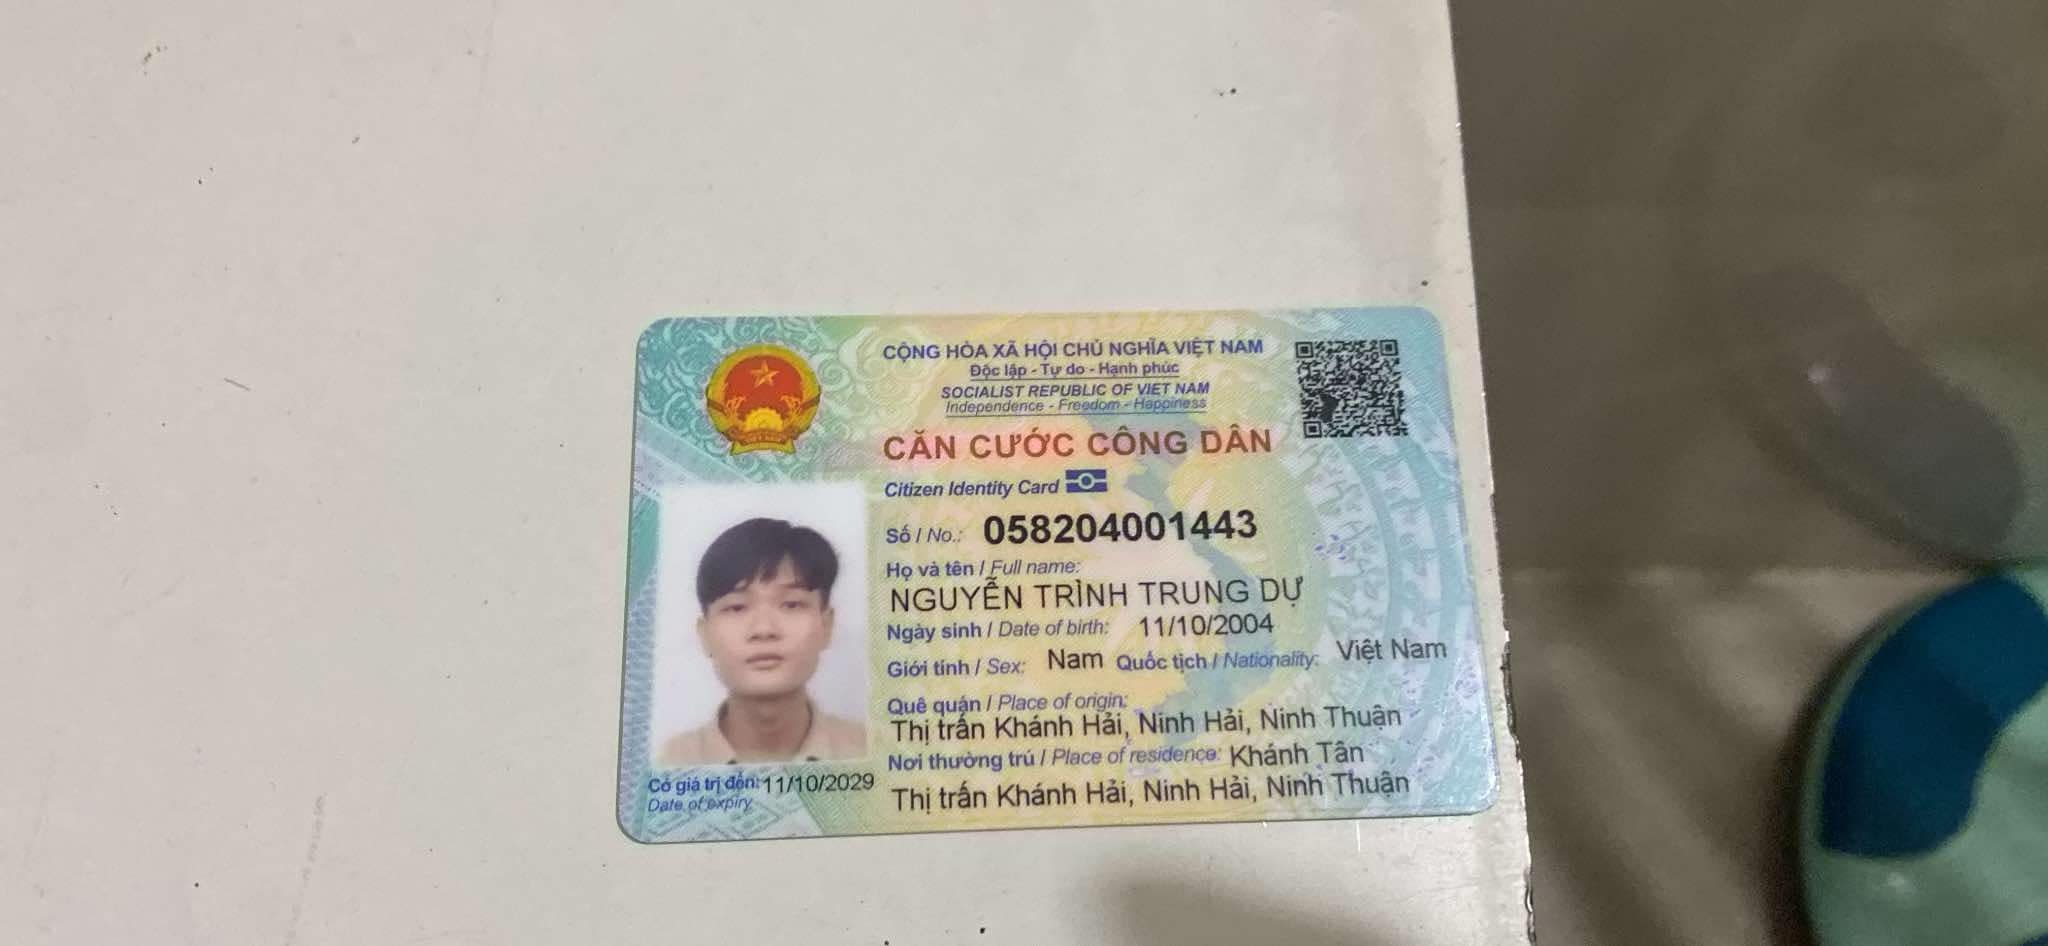 CỘNG HÒA XÃ HỘI CHỦ NGHĨA VIỆT NAM
Độc lập - Tự do - Hạnh phúc
SOCIALIST REPUBLIC OF VIET NAM
Independence - Freedom - Happiness
CĂN CƯỚC CÔNG DÂN
Citizen Identity Card
Số / No.: 058204001443
Họ và tên / Full name:
NGUYỄN TRÌNH TRUNG DỰ
Ngày sinh / Date of birth: 11/10/2004
Giới tính / Sex: Nam Quốc tịch / Nationality: Việt Nam
Quê quán / Place of origin:
Thị trấn Khánh Hải, Ninh Hải, Ninh Thuận
Nơi thường trú / Place of residence: Khánh Tân
Thị trấn Khánh Hải, Ninh Hải, Ninh Thuận
Có giá trị đến: 11/10/2029
Date of expiry